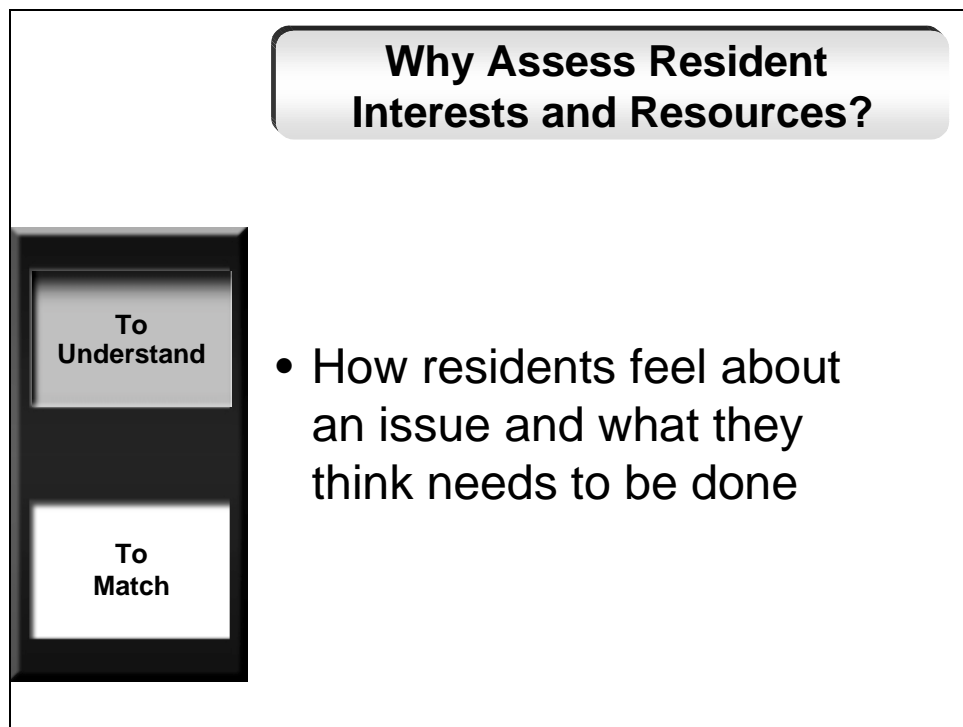 Why Assess Resident
Interests and Resources?
To
Understand
• How residents feel about
an issue and what they
think needs to be done
To
Match